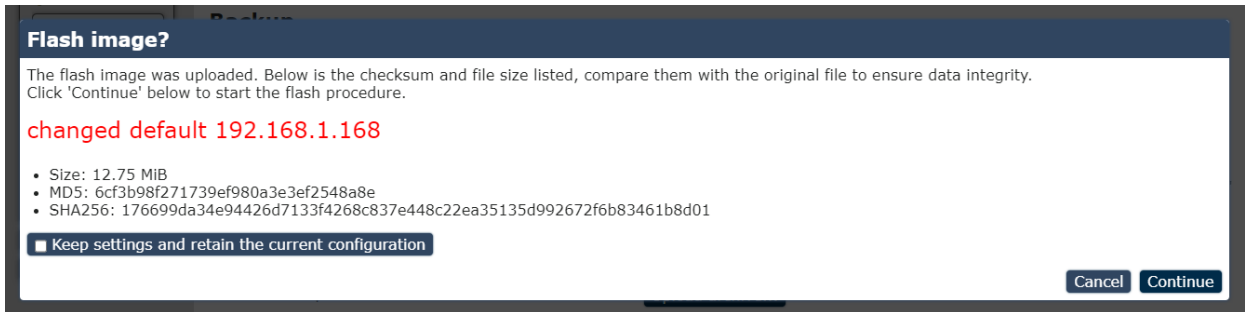 Backup
Flash image?
The flash image was uploaded. Below is the checksum and file size listed, compare them with the original file to ensure data integrity.
Click 'Continue' below to start the flash procedure.
changed default 192.168.1.168
• Size: 12.75 MiB
• MD5: 6cf3b98f271739ef980a3e3ef2548a8e
• SHA256: 176699da34e94426d7133f4268c837e448c22ea35135d992672f6b83461b8d01
Keep settings and retain the current configuration
Cancel Continue